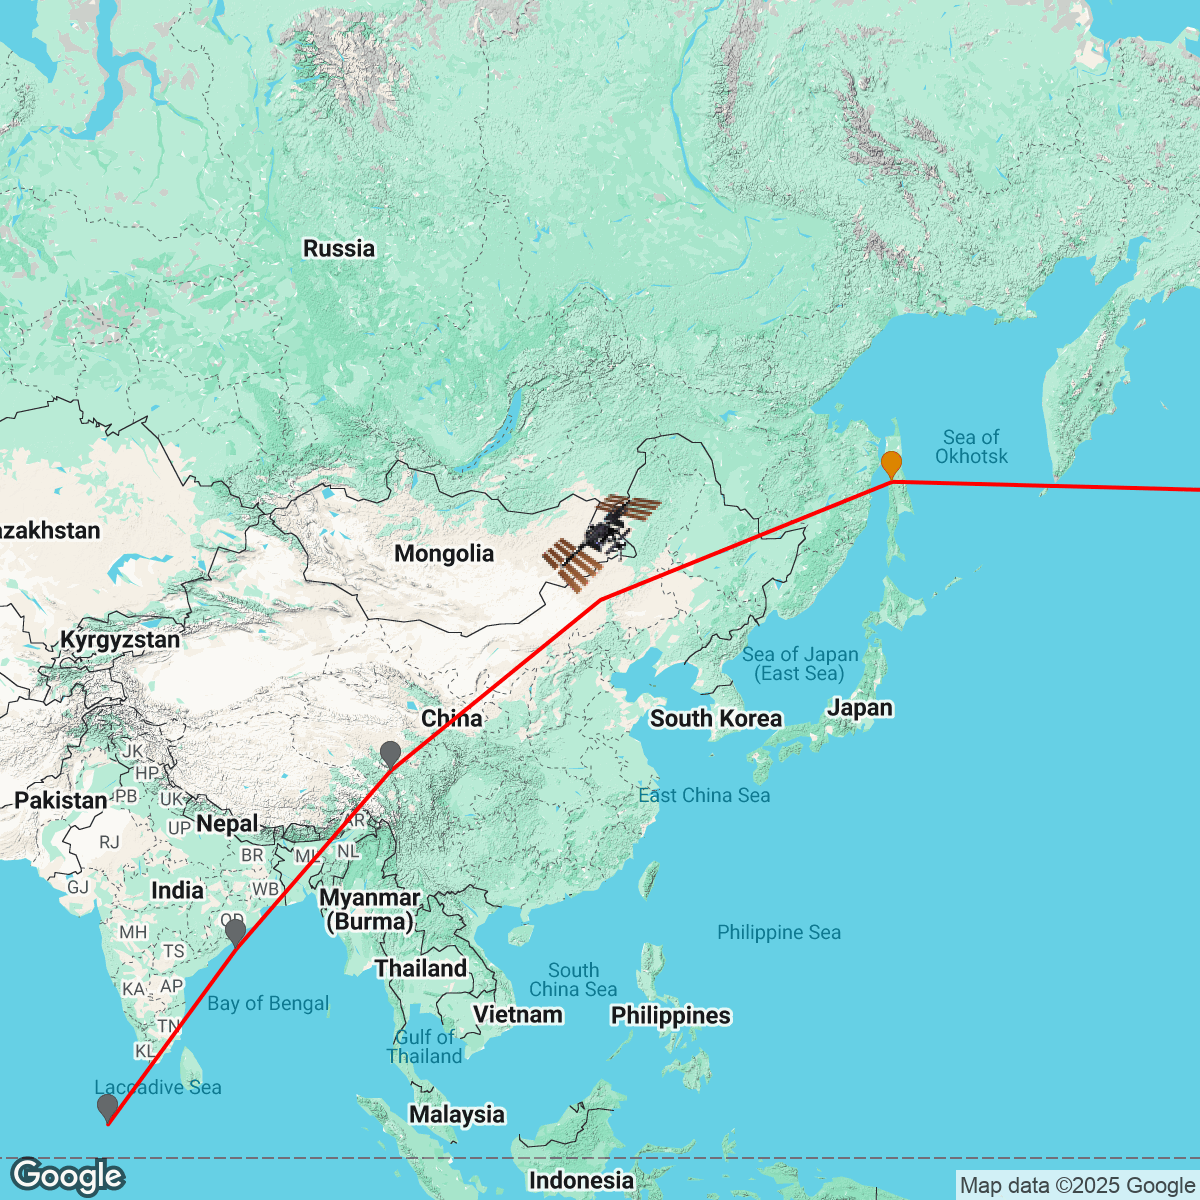 Russia
Sea of
Okhotsk
azakhstan
Mongolia
Kyrgyzstan
Sea of Japan
(East Sea)
China
South Korea
Japan
JK
HP
PB
UK
Pakistan
East China Sea
UP
Nepal
AR
RJ
BR
ML
NL
GJ
India
WB
Myanmar
(Burma)
OD
MH
Philippine Sea
TS
Thailand
South
China Sea
KA
AP
Bay of Bengal
Vietnam
Philippines
TN
Gulf of
Thailand
KL
Laccadive Sea
Malaysia
Google
Indonesia
Map data ©2025 Google